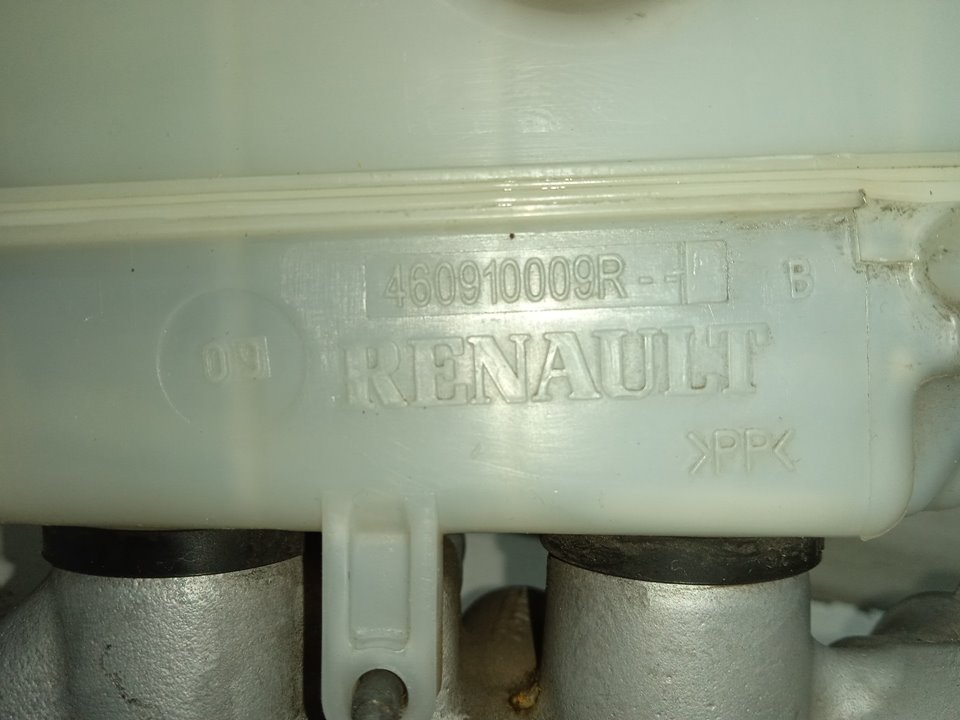 460910009R--
B
09
RENAULT
>PP<